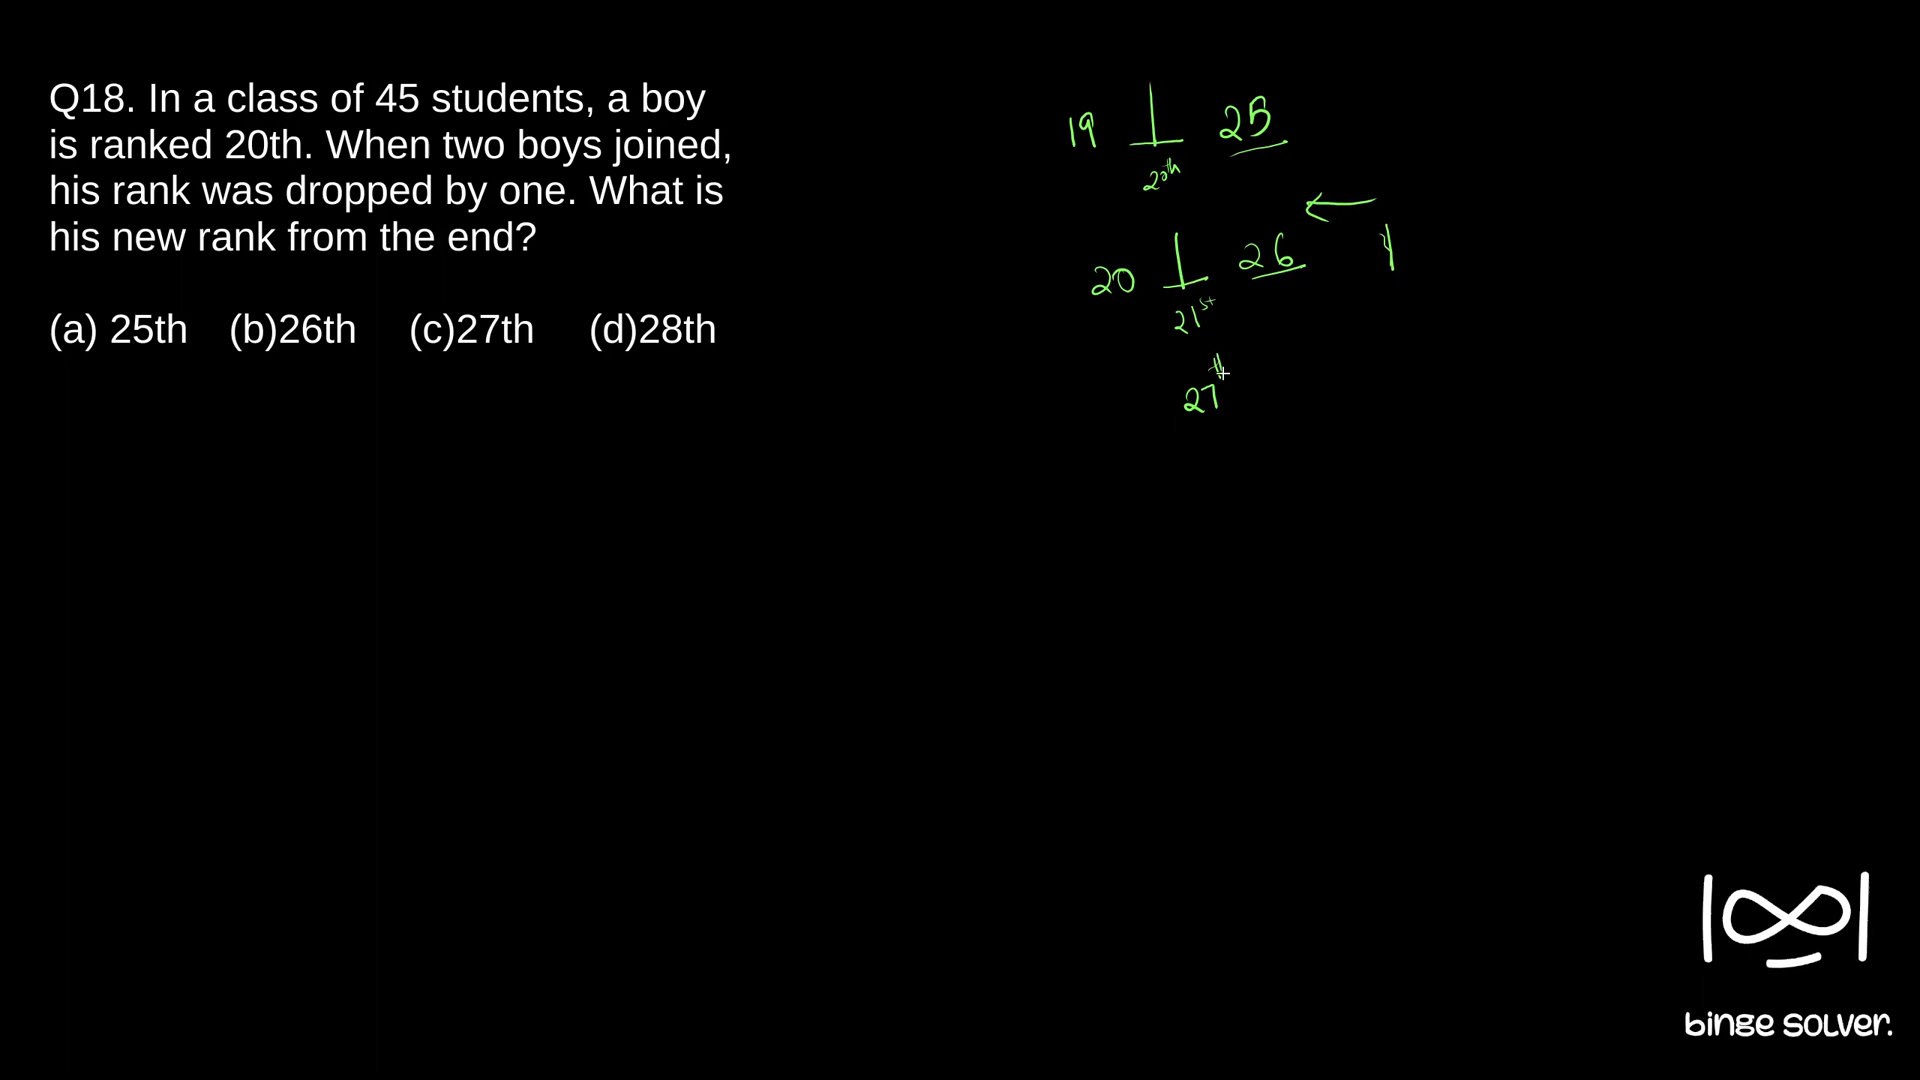 Q18. In a class of 45 students, a boy
is ranked 20th. When two boys joined,
his rank was dropped by one. What is
his new rank from the end?
(a) 25th (b)26th (c)27th (d)28th
19 1 25
20th
20 1 26
21st
27th
binge solver.